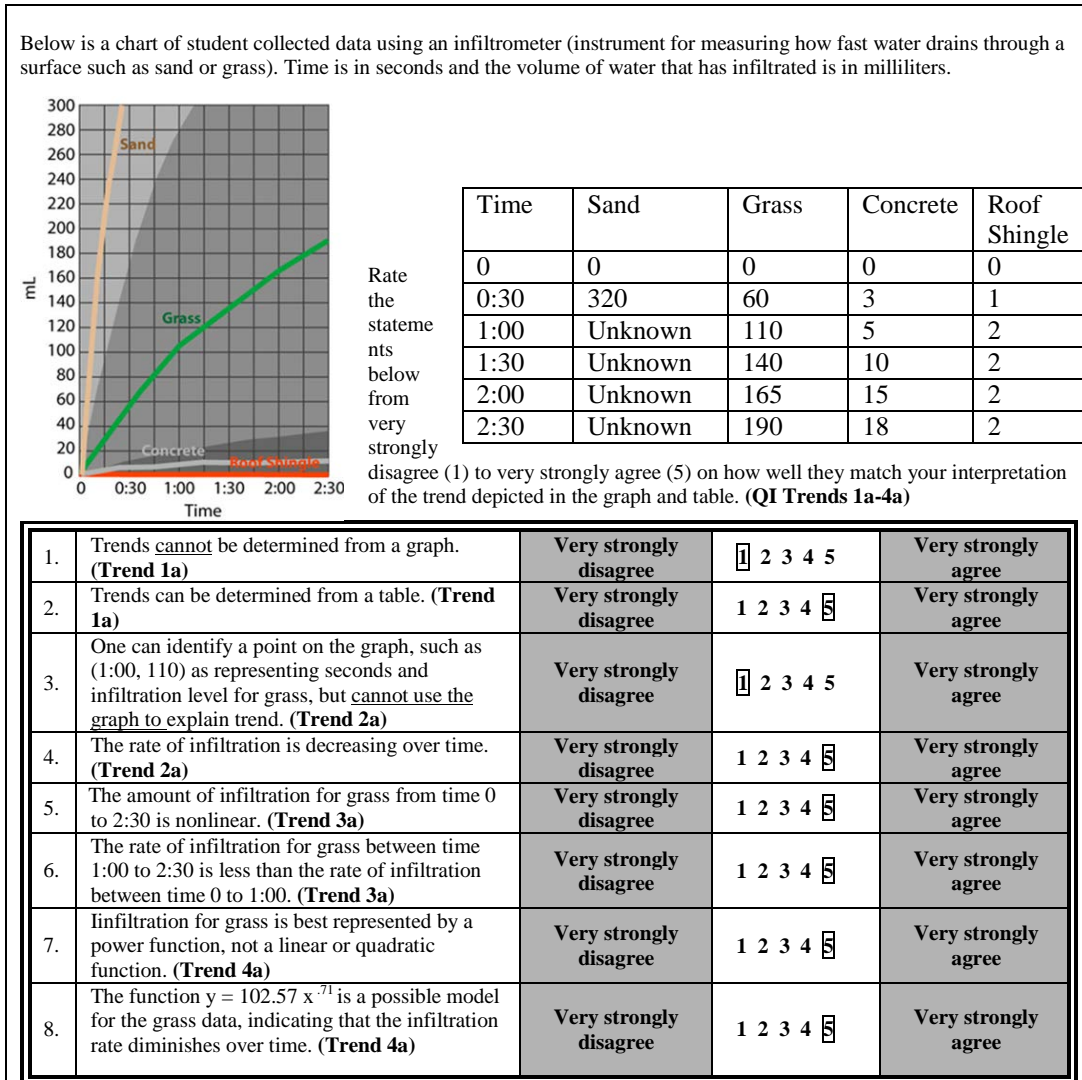 Below is a chart of student collected data using an infiltrometer (instrument for measuring how fast water drains through a
surface such as sand or grass). Time is in seconds and the volume of water that has infiltrated is in milliliters.
300
280
260
240
220
200
180
160
140
120
100
80
60
40
20
0
mL
Sand
Grass
Concrete
Roof Shingle
0 0:30 1:00 1:30 2:00 2:30
Time
Time Sand Grass Concrete Roof
Shingle
0 0 0 0 0
0:30 320 60 3 1
1:00 Unknown 110 5 2
1:30 Unknown 140 10 2
2:00 Unknown 165 15 2
2:30 Unknown 190 18 2
Rate
the
stateme
nts
below
from
very
strongly
disagree (1) to very strongly agree (5) on how well they match your interpretation
of the trend depicted in the graph and table. (QI Trends 1a-4a)
1. Trends cannot be determined from a graph.
(Trend 1a)
Very strongly
disagree
1 2 3 4 5
Very strongly
agree
2. Trends can be determined from a table. (Trend
1a)
Very strongly
disagree
1 2 3 4 5
Very strongly
agree
3. One can identify a point on the graph, such as
(1:00, 110) as representing seconds and
infiltration level for grass, but cannot use the
graph to explain trend. (Trend 2a)
Very strongly
disagree
1 2 3 4 5
Very strongly
agree
4. The rate of infiltration is decreasing over time.
(Trend 2a)
Very strongly
disagree
1 2 3 4 5
Very strongly
agree
5. The amount of infiltration for grass from time 0
to 2:30 is nonlinear. (Trend 3a)
Very strongly
disagree
1 2 3 4 5
Very strongly
agree
6. The rate of infiltration for grass between time
1:00 to 2:30 is less than the rate of infiltration
between time 0 to 1:00. (Trend 3a)
Very strongly
disagree
1 2 3 4 5
Very strongly
agree
7. Iinfiltration for grass is best represented by a
power function, not a linear or quadratic
function. (Trend 4a)
Very strongly
disagree
1 2 3 4 5
Very strongly
agree
8. The function y = 102.57 x .71 is a possible model
for the grass data, indicating that the infiltration
rate diminishes over time. (Trend 4a)
Very strongly
disagree
1 2 3 4 5
Very strongly
agree